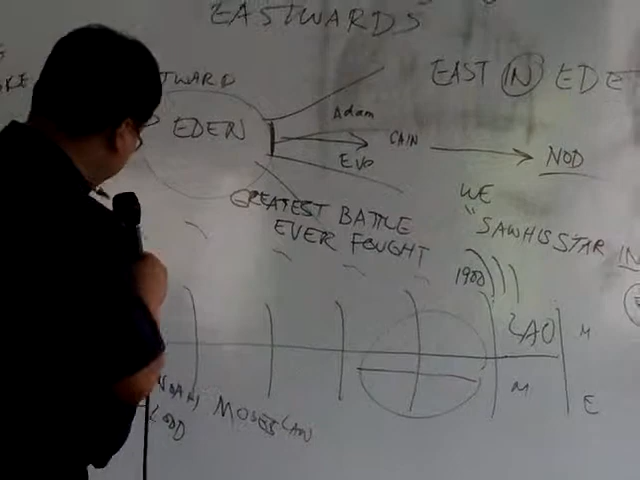 EASTWARDS
EAST IN EDE
EDEN
Adam
CAIN
NOD
Eve
WE
GREATEST BATTLE
EVER FOUGHT
"SAW HIS STAR IN
1900
M
M
E
MOSES